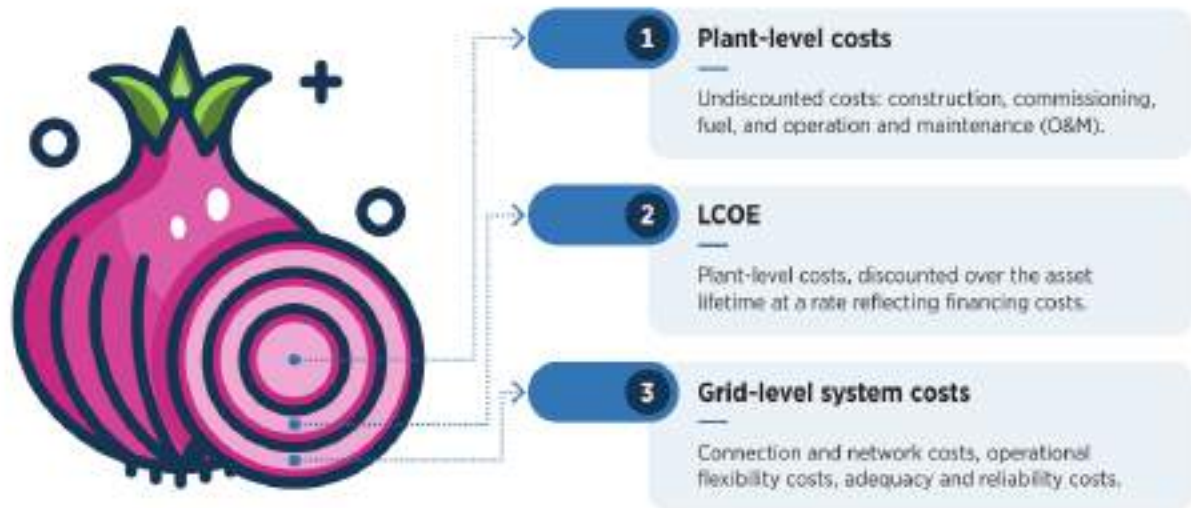 1 Plant-level costs
Undiscounted costs: construction, commissioning,
fuel, and operation and maintenance (O&M).
2 LCOE
Plant-level costs, discounted over the asset
lifetime at a rate reflecting financing costs.
3 Grid-level system costs
Connection and network costs, operational
flexibility costs, adequacy and reliability costs.